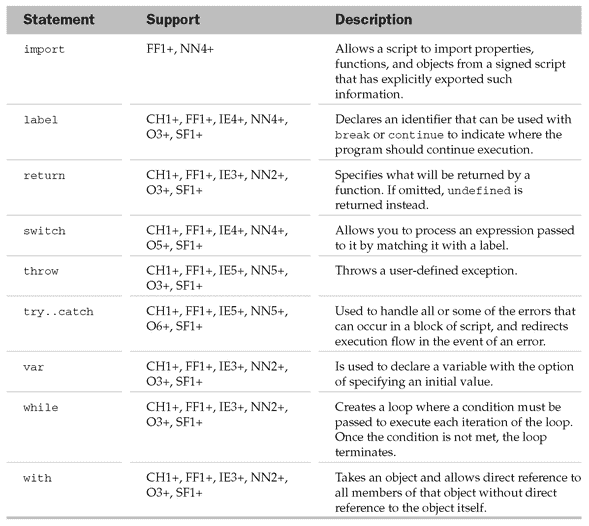 Statement Support Description
import FF1+, NN4+ Allows a script to import properties,
functions, and objects from a signed script
that has explicitly exported such
information.
label CH1+, FF1+, IE4+, NN4+, Declares an identifier that can be used with
O3+, SF1+ break or continue to indicate where the
program should continue execution.
return CH1+, FF1+, IE3+, NN2+, Specifies what will be returned by a
O3+, SF1+ function. If omitted, undefined is
returned instead.
switch CH1+, FF1+, IE4+, NN4+, Allows you to process an expression passed
O5+, SF1+ to it by matching it with a label.
throw CH1+, FF1+, IE5+, NN5+, Throws a user-defined exception.
O3+, SF1+
try..catch CH1+, FF1+, IE5+, NN5+, Used to handle all or some of the errors that
O6+, SF1+ can occur in a block of script, and redirects
execution flow in the event of an error.
var CH1+, FF1+, IE3+, NN2+, Is used to declare a variable with the option
O3+, SF1+ of specifying an initial value.
while CH1+, FF1+, IE3+, NN2+, Creates a loop where a condition must be
O3+, SF1+ passed to execute each iteration of the loop.
Once the condition is not met, the loop
terminates.
with CH1+, FF1+, IE3+, NN2+, Takes an object and allows direct reference to
O3+, SF1+ all members of that object without direct
reference to the object itself.